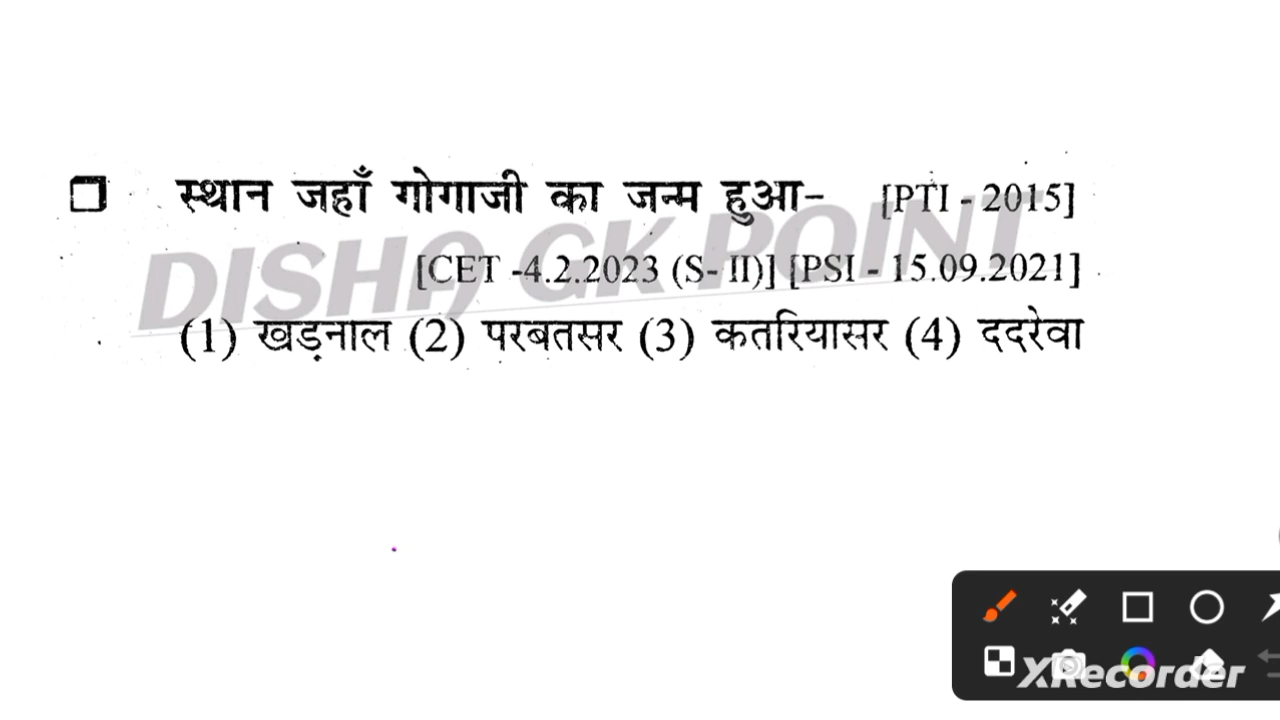 स्थान जहाँ गोगाजी का जन्म हुआ- [PTI - 2015]
DISHA GK POINT
[CET -4.2.2023 (S- II)] [PSI - 15.09.2021]
(1) खड़नाल (2) परबतसर (3) कतरियासर (4) ददरेवा
XRecorder